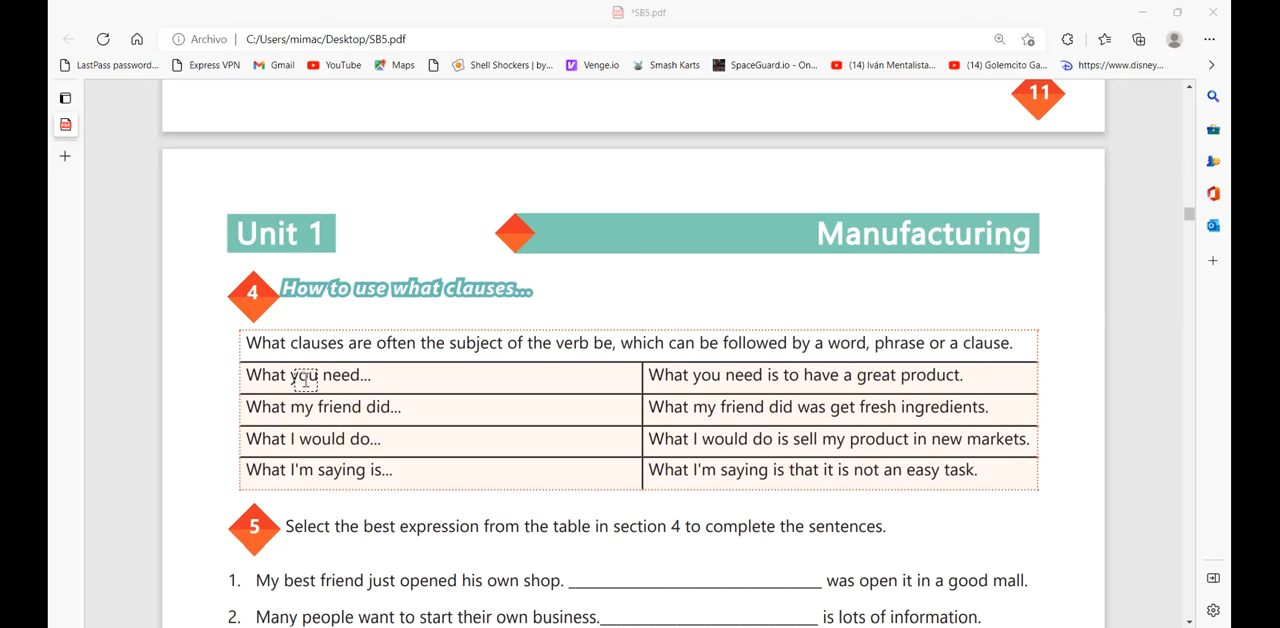 *SB5.pdf
Archivo | C:/Users/mimac/Desktop/SB5.pdf
LastPass password... Express VPN Gmail YouTube Maps Shell Shockers | by... Venge.io Smash Karts SpaceGuard.io - On... (14) Iván Mentalista... (14) Golemcito Ga... https://www.disney...
11
Unit 1 Manufacturing
4 How to use what clauses...
What clauses are often the subject of the verb be, which can be followed by a word, phrase or a clause.
What you need... What you need is to have a great product.
What my friend did... What my friend did was get fresh ingredients.
What I would do... What I would do is sell my product in new markets.
What I'm saying is... What I'm saying is that it is not an easy task.
5 Select the best expression from the table in section 4 to complete the sentences.
1. My best friend just opened his own shop. ____________________________ was open it in a good mall.
2. Many people want to start their own business.________________________ is lots of information.